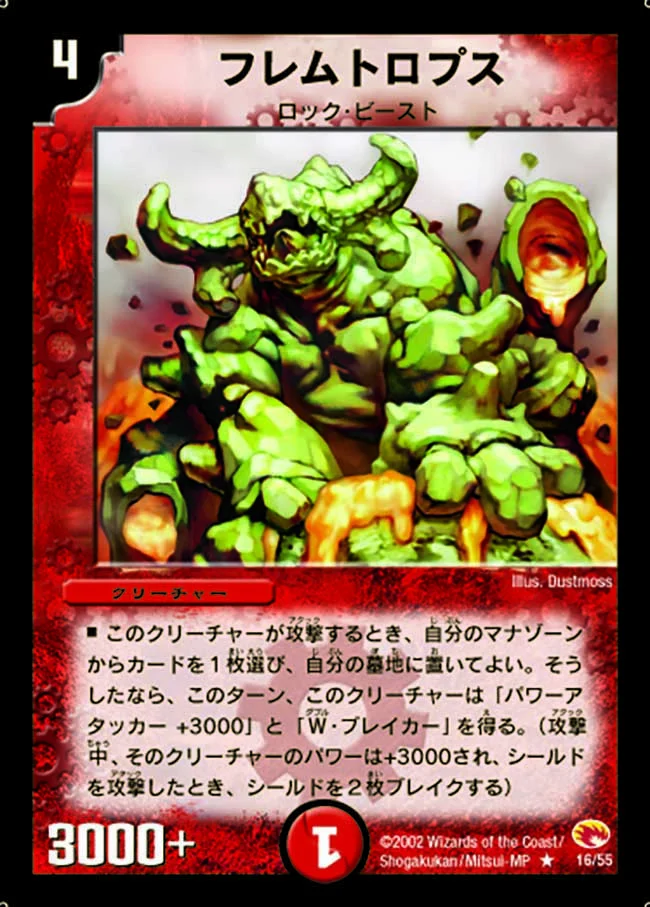 4
フレムトロプス
ロック・ビースト
Illus. Dustmoss
クリーチャー
■ このクリーチャーが攻撃するとき、自分のマナゾーン
からカードを1枚選び、自分の墓地に置いてよい。そう
したなら、このターン、このクリーチャーは「パワーア
タッカー +3000」と「W・ブレイカー」を得る。(攻撃
中、そのクリーチャーのパワーは+3000され、シールド
を攻撃したとき、シールドを2枚ブレイクする)
3000+
1
©2002 Wizards of the Coast/
Shogakukan/Mitsui-MP ★ 16/55